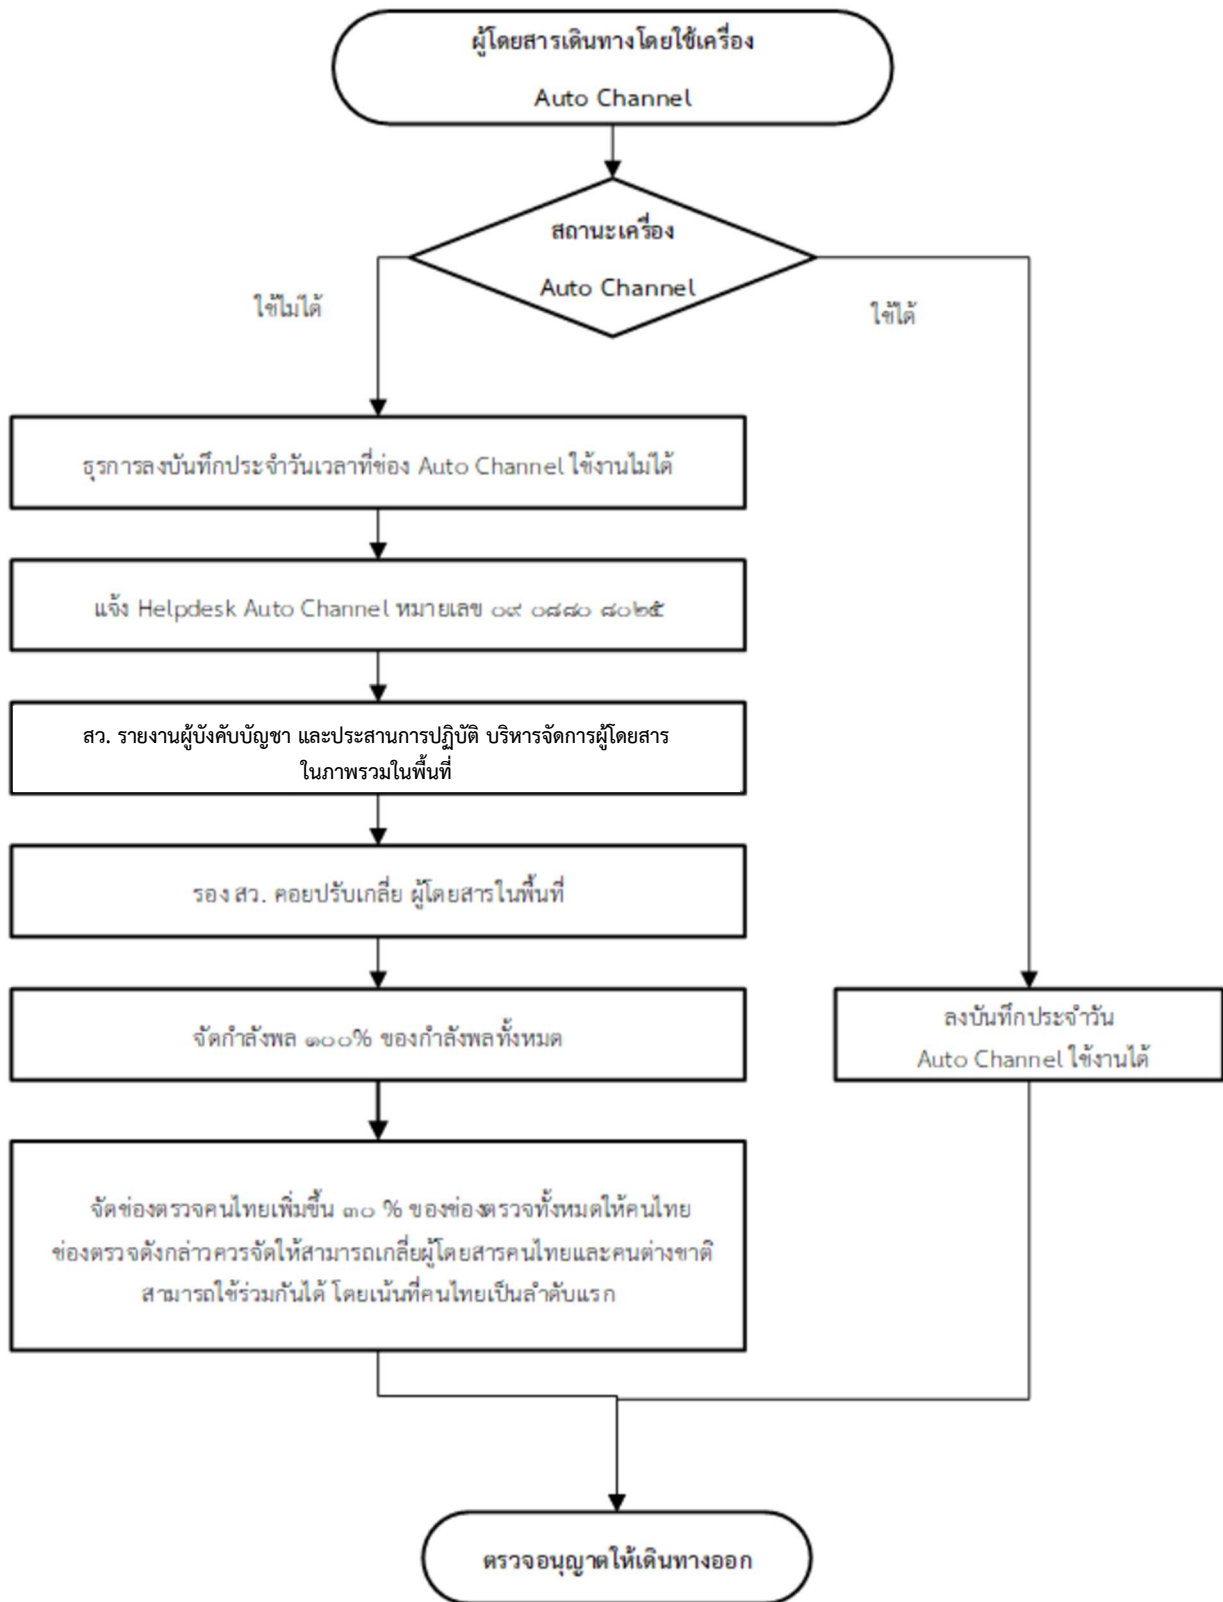 ผู้โดยสารเดินทางโดยใช้เครื่อง
Auto Channel
สถานะเครื่อง
Auto Channel
ใช้ไม่ได้
ใช้ได้
ธุรการลงบันทึกประจำวันเวลาที่ช่อง Auto Channel ใช้งานไม่ได้
แจ้ง Helpdesk Auto Channel หมายเลข ๐๙ ๐๘๘๐ ๘๐๒๕
สว. รายงานผู้บังคับบัญชา และประสานการปฏิบัติ บริหารจัดการผู้โดยสาร
ในภาพรวมในพื้นที่
รอง สว. คอยปรับเกลี่ย ผู้โดยสารในพื้นที่
จัดกำลังพล ๑๐๐% ของกำลังพลทั้งหมด
ลงบันทึกประจำวัน
Auto Channel ใช้งานได้
จัดช่องตรวจคนไทยเพิ่มขึ้น ๓๐ % ของช่องตรวจทั้งหมดให้คนไทย
ช่องตรวจดังกล่าวควรจัดให้สามารถเกลี่ยผู้โดยสารคนไทยและคนต่างชาติ
สามารถใช้ร่วมกันได้ โดยเน้นที่คนไทยเป็นลำดับแรก
ตรวจอนุญาตให้เดินทางออก